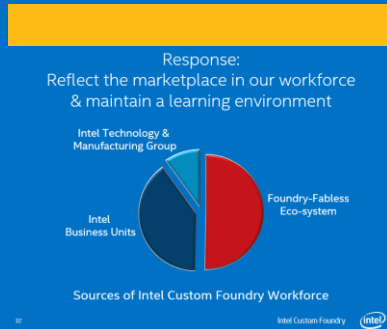 Response:
Reflect the marketplace in our workforce
& maintain a learning environment
Intel Technology &
Manufacturing Group
Foundry-Fabless
Eco-system
Intel
Business Units
Sources of Intel Custom Foundry Workforce
32
Intel Custom Foundry
intel